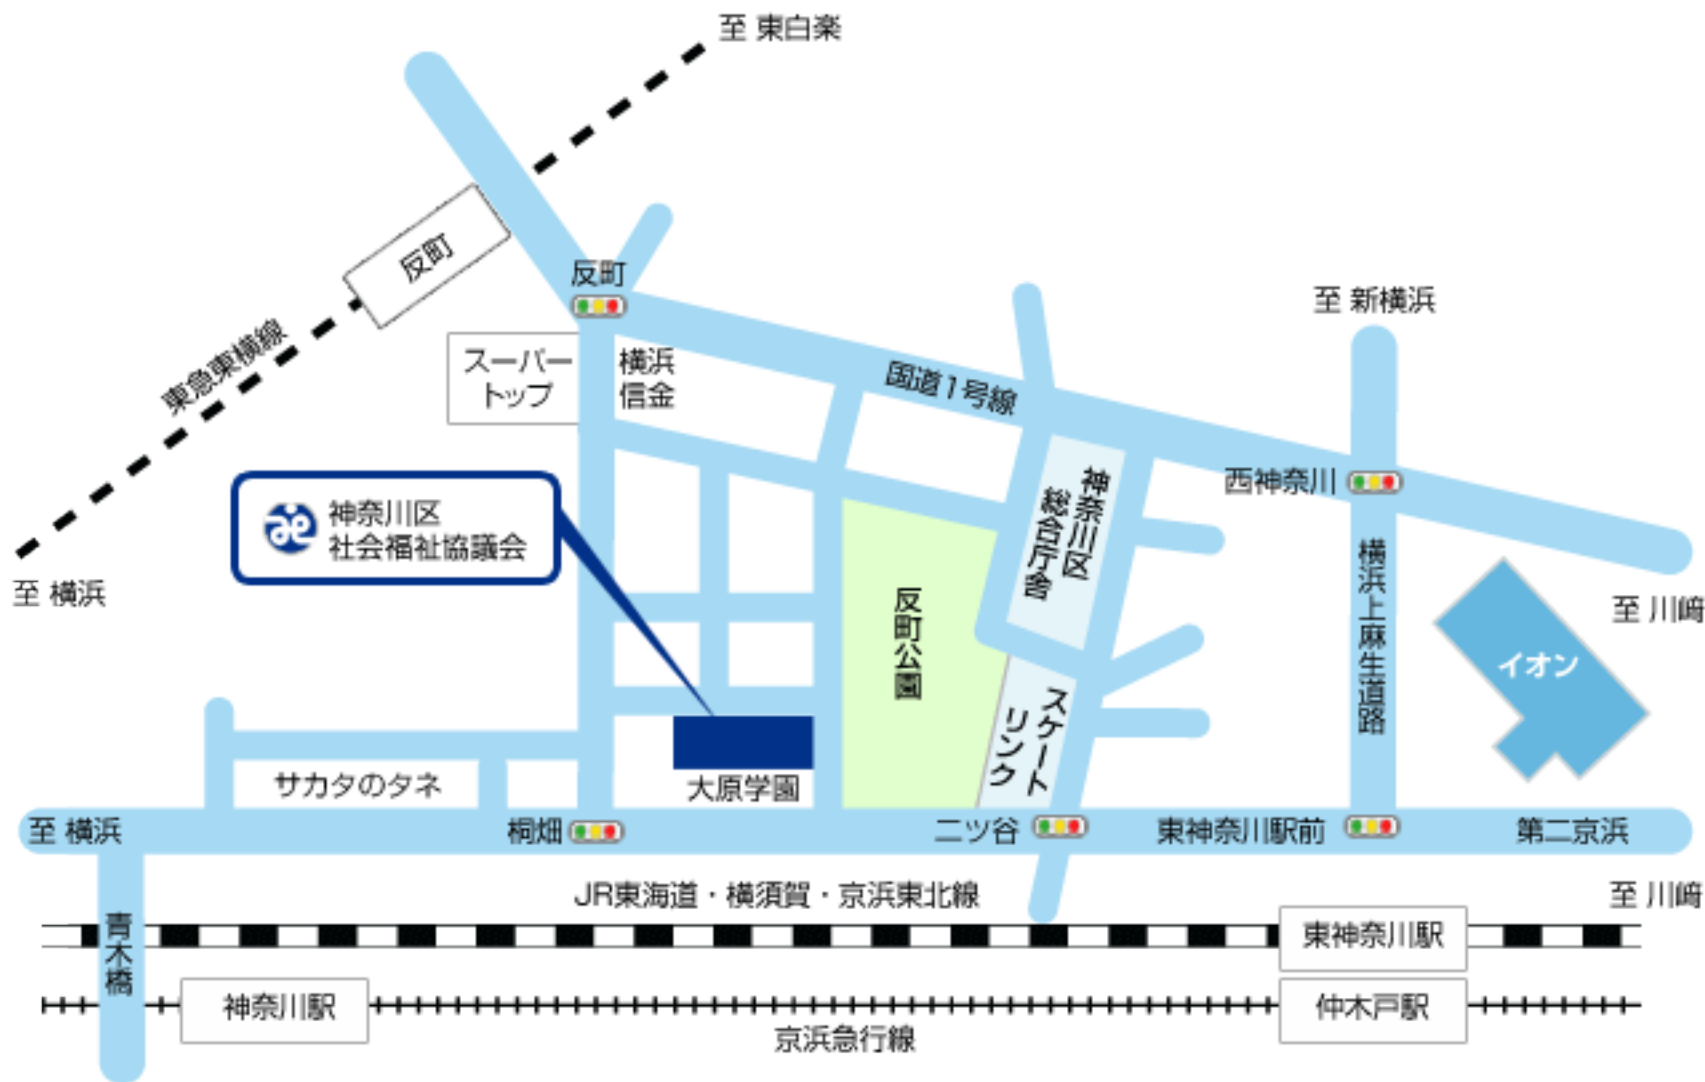 至 東白楽
反町
反町
至 新横浜
東急東横線
スーパー
トップ
横浜
信金
国道1号線
西神奈川
神奈川区
総合庁舎
神奈川区
社会福祉協議会
至 横浜
反町公園
横浜上麻生道路
至 川崎
イオン
スケート
リンク
サカタのタネ
大原学園
至 横浜
桐畑
二ツ谷
東神奈川駅前
第二京浜
JR東海道・横須賀・京浜東北線
至 川崎
青木橋
東神奈川駅
神奈川駅
仲木戸駅
京浜急行線